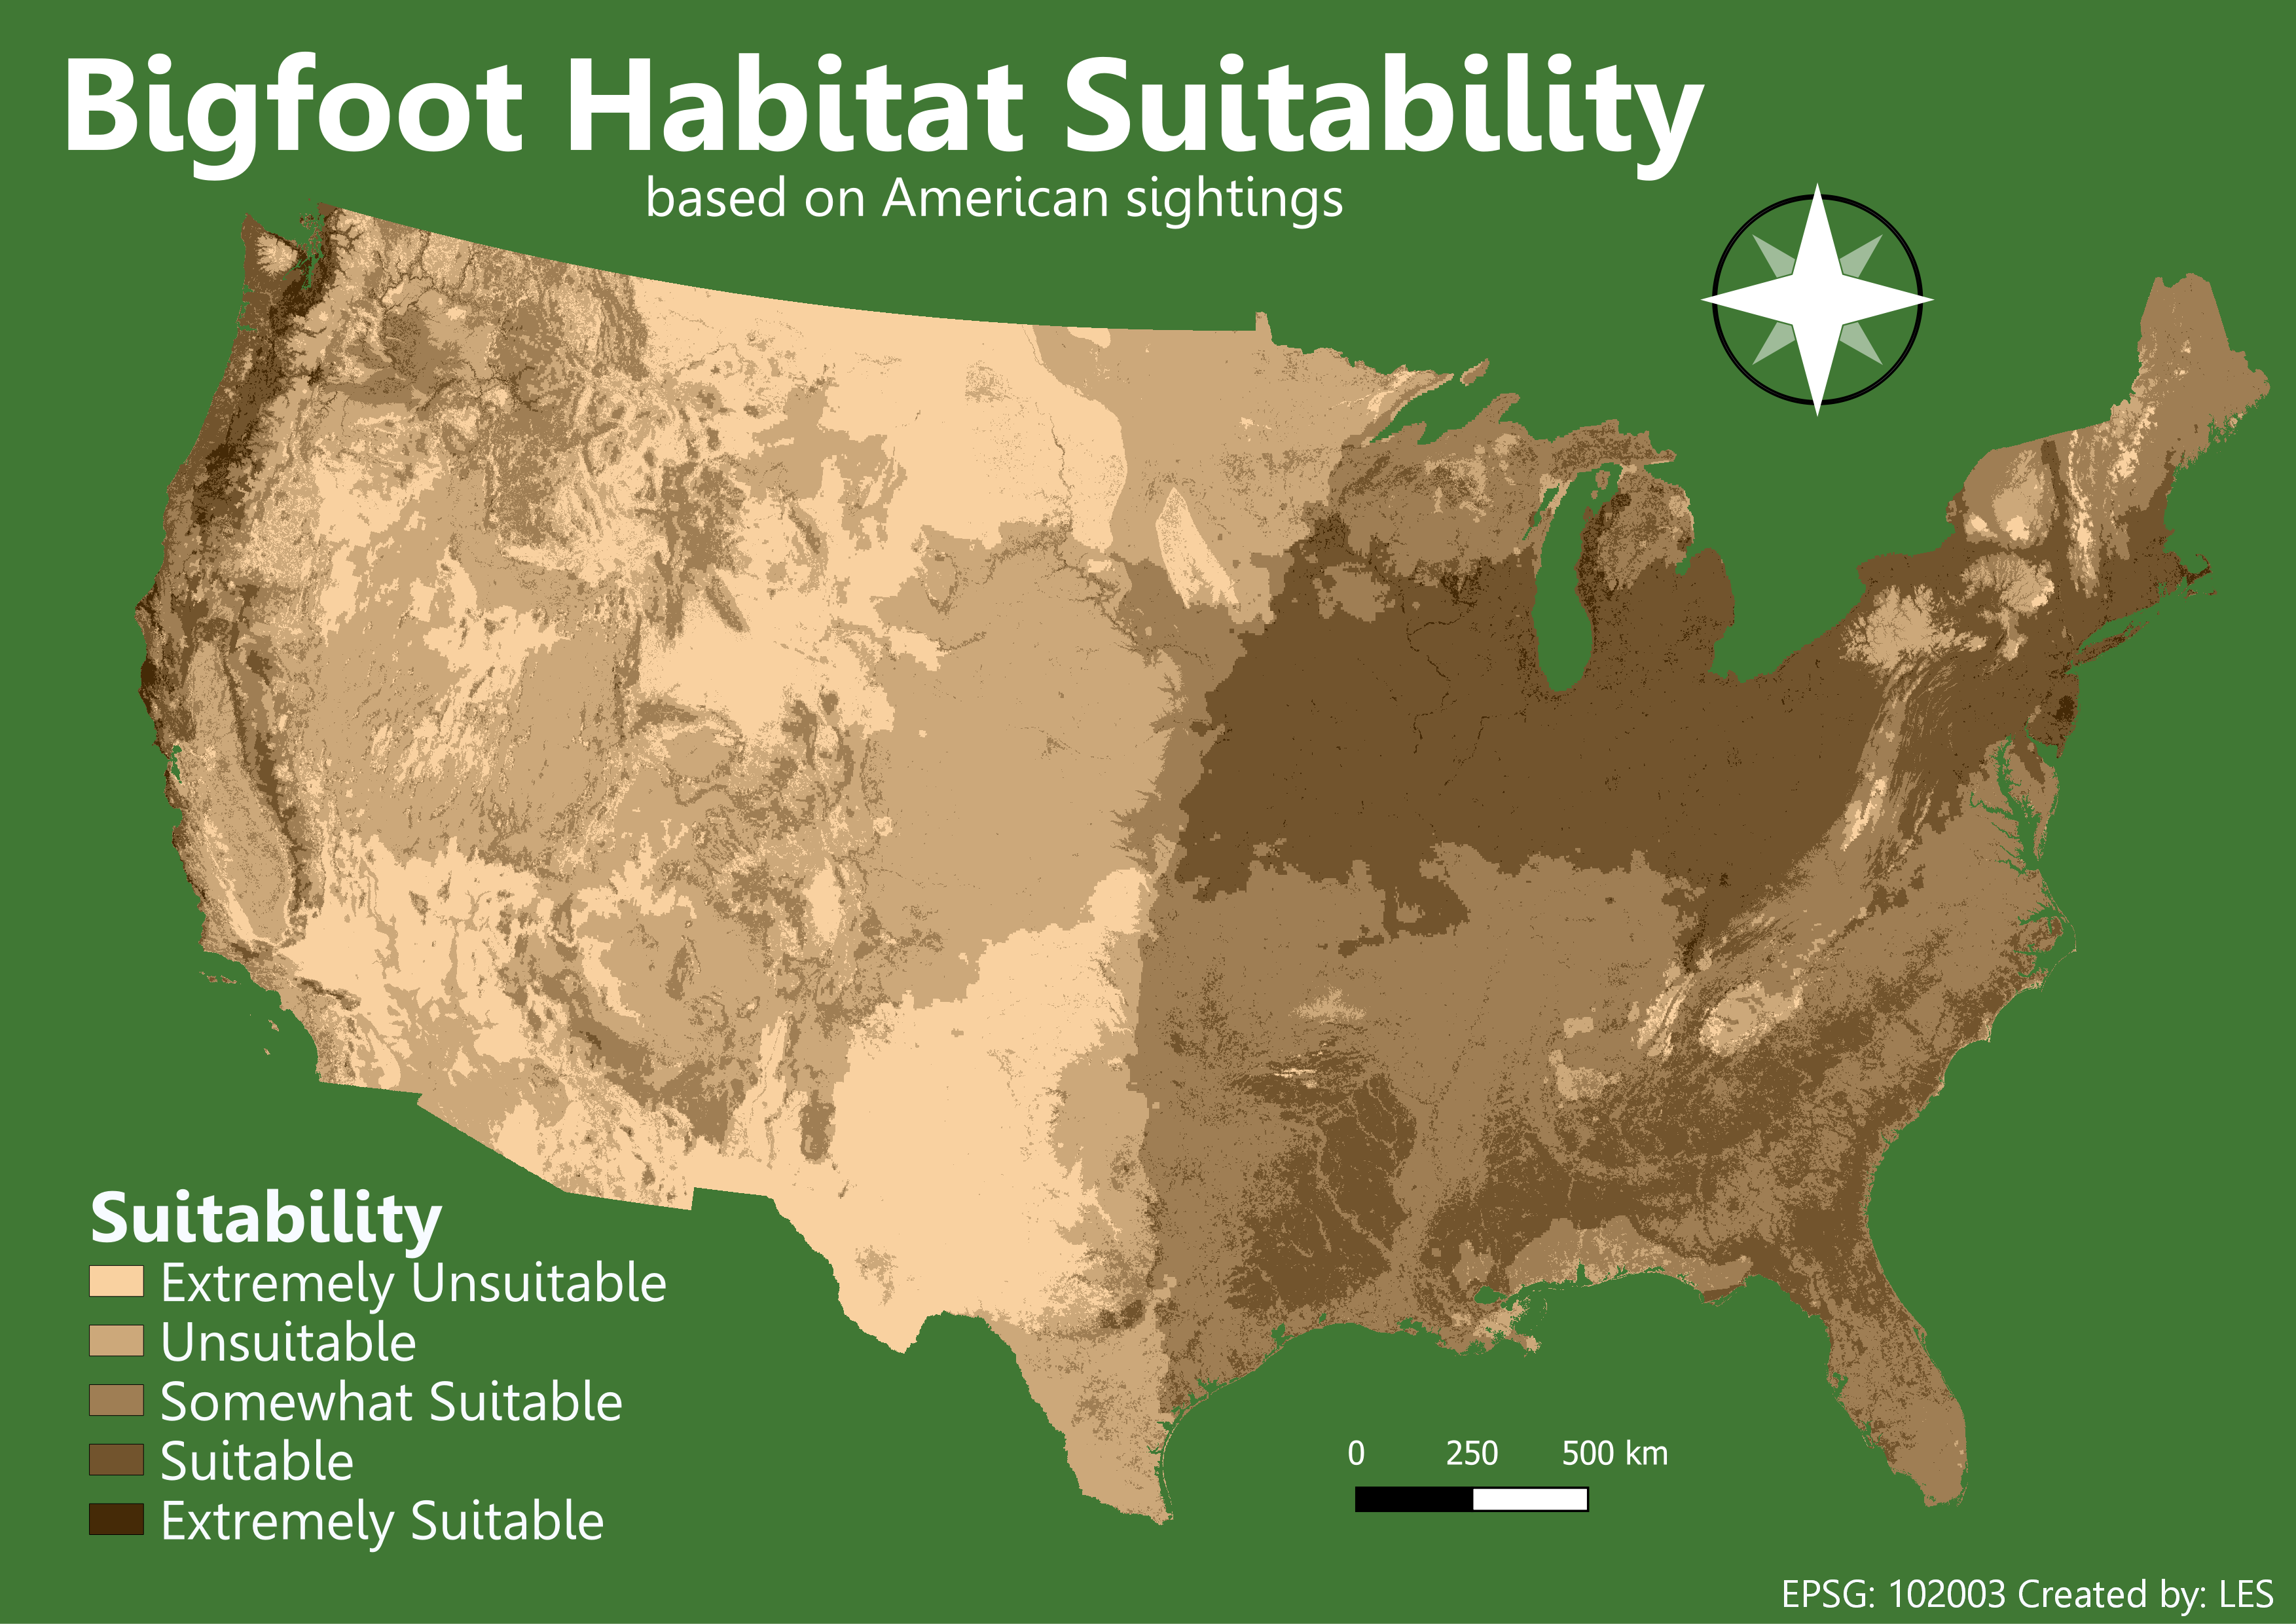 Bigfoot Habitat Suitability
based on American sightings
Suitability
Extremely Unsuitable
Unsuitable
Somewhat Suitable
Suitable
Extremely Suitable
0 250 500 km
EPSG: 102003 Created by: LES